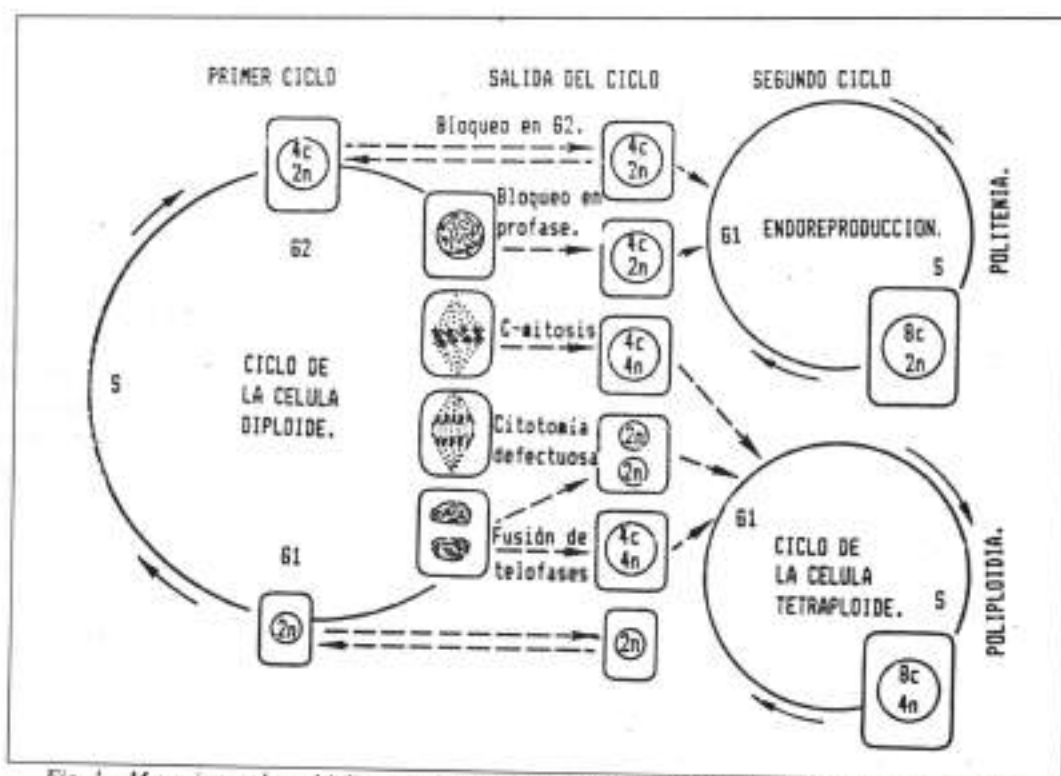 PRIMER CICLO
SALIDA DEL CICLO
SEGUNDO CICLO
Bloqueo en G2.
4c
2n
4c
2n
Bloqueo en
profase.
4c
2n
G2
G1
ENDOREPRODUCCION.
S
POLITENIA.
8c
2n
C-mitosis
4c
4n
S
CICLO DE
LA CELULA
DIPLOIDE.
Citotomía
defectuosa
2n
2n
G1
Fusión de
telofases
4c
4n
2n
2n
G1
CICLO DE
LA CELULA
TETRAPLOIDE.
S
POLIPLOIDIA.
8c
4n
Fig. 1.